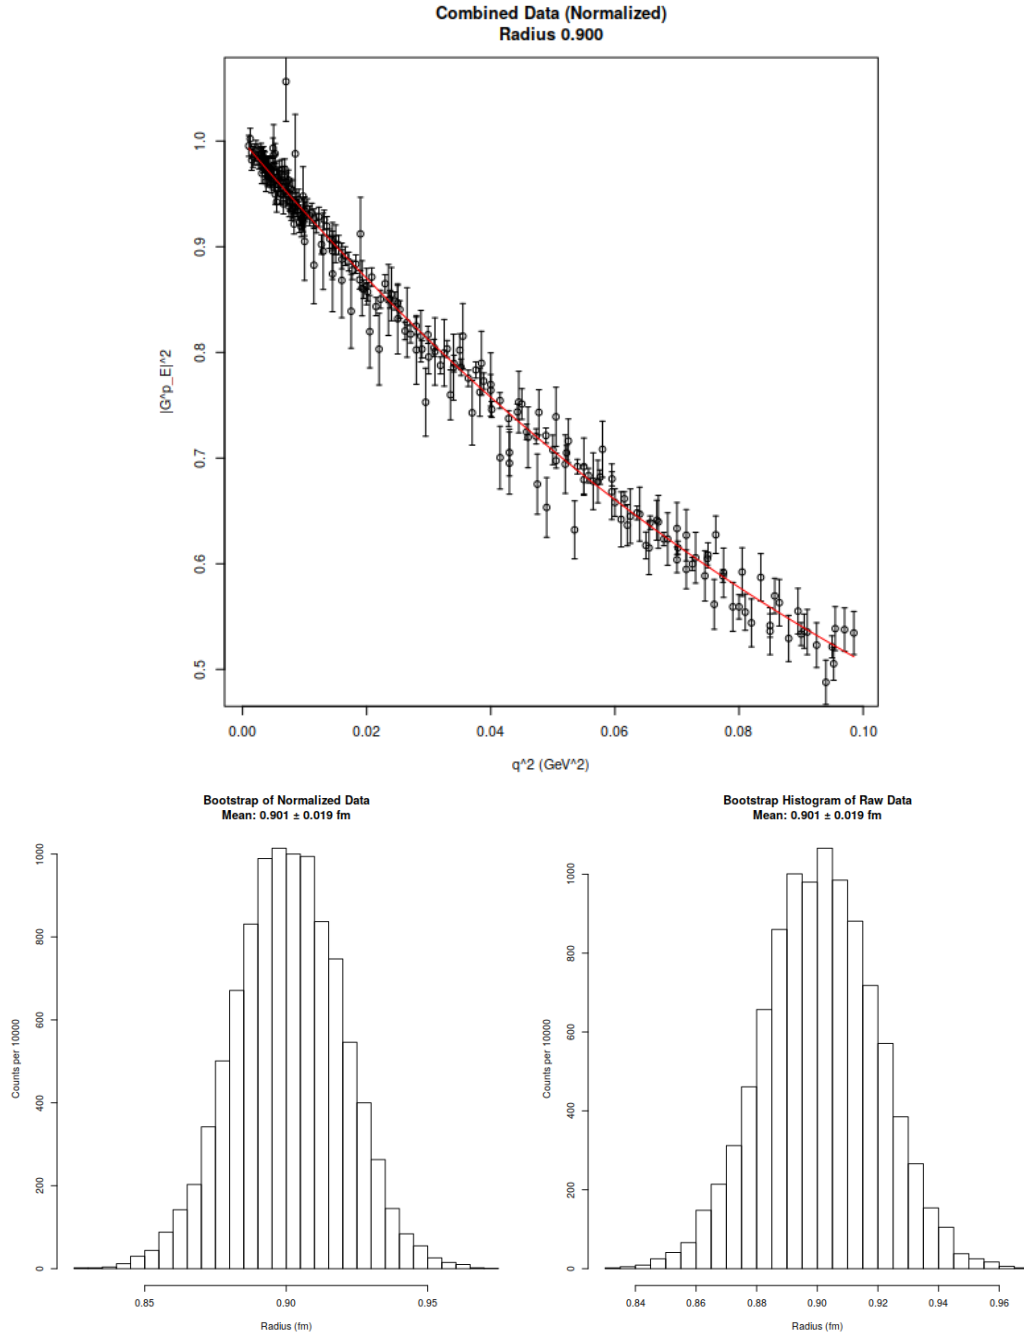 Combined Data (Normalized)
Radius 0.900
1.0
0.9
0.8
0.7
0.6
0.5
|G^p_E|^2
0.00 0.02 0.04 0.06 0.08 0.10
q^2 (GeV^2)
Bootstrap of Normalized Data
Mean: 0.901 ± 0.019 fm
1000
800
600
400
200
0
Counts per 10000
0.85 0.90 0.95
Radius (fm)
Bootstrap Histogram of Raw Data
Mean: 0.901 ± 0.019 fm
1000
800
600
400
200
0
Counts per 10000
0.84 0.86 0.88 0.90 0.92 0.94 0.96
Radius (fm)